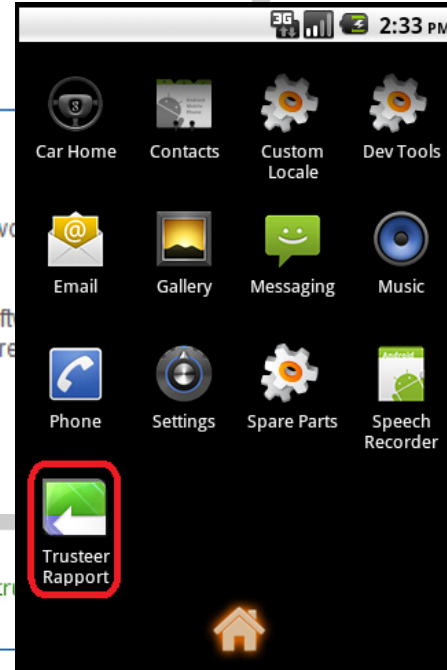 3G 2:33 PM
Car Home Contacts Custom Locale Dev Tools
Email Gallery Messaging Music
Phone Settings Spare Parts Speech Recorder
Trusteer Rapport